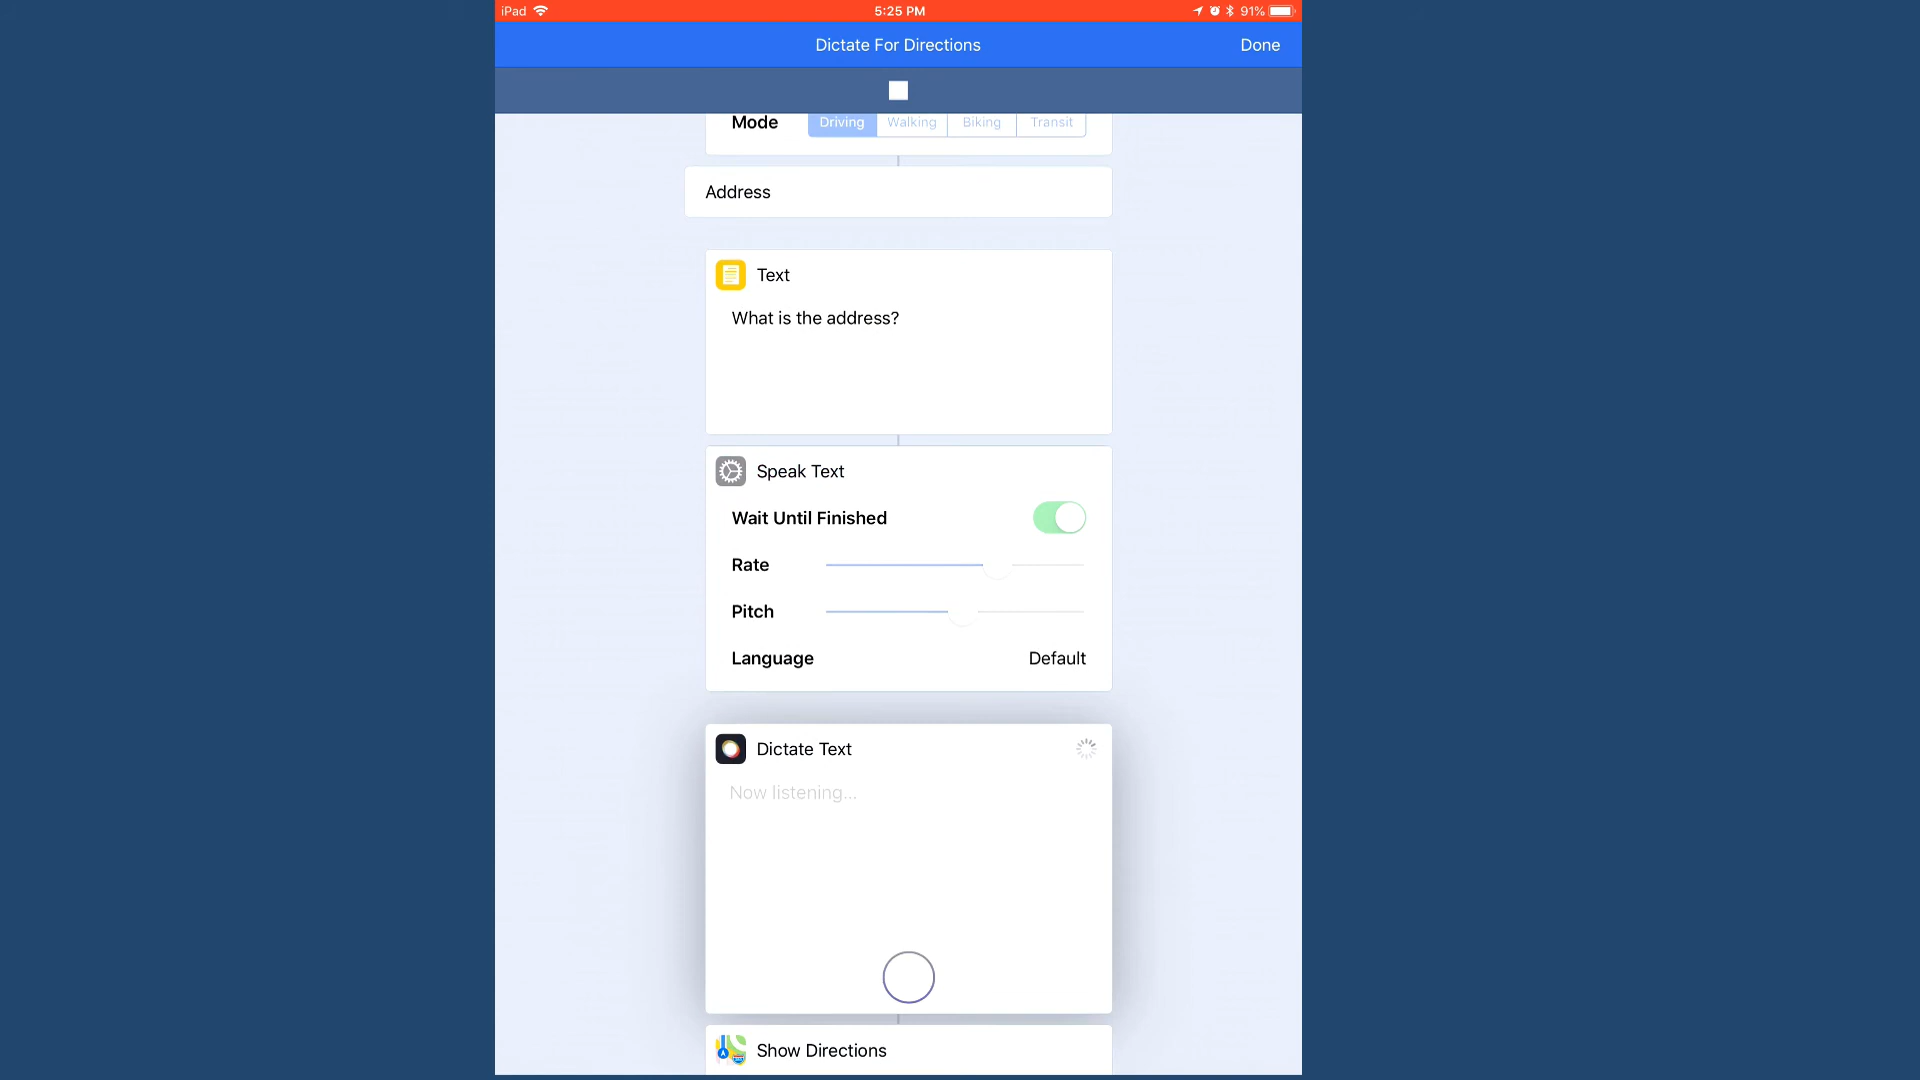 iPad 5:25 PM 91%
Dictate For Directions Done
Mode Driving Walking Biking Transit
Address
Text
What is the address?
Speak Text
Wait Until Finished
Rate
Pitch
Language Default
Dictate Text
Now listening...
Show Directions